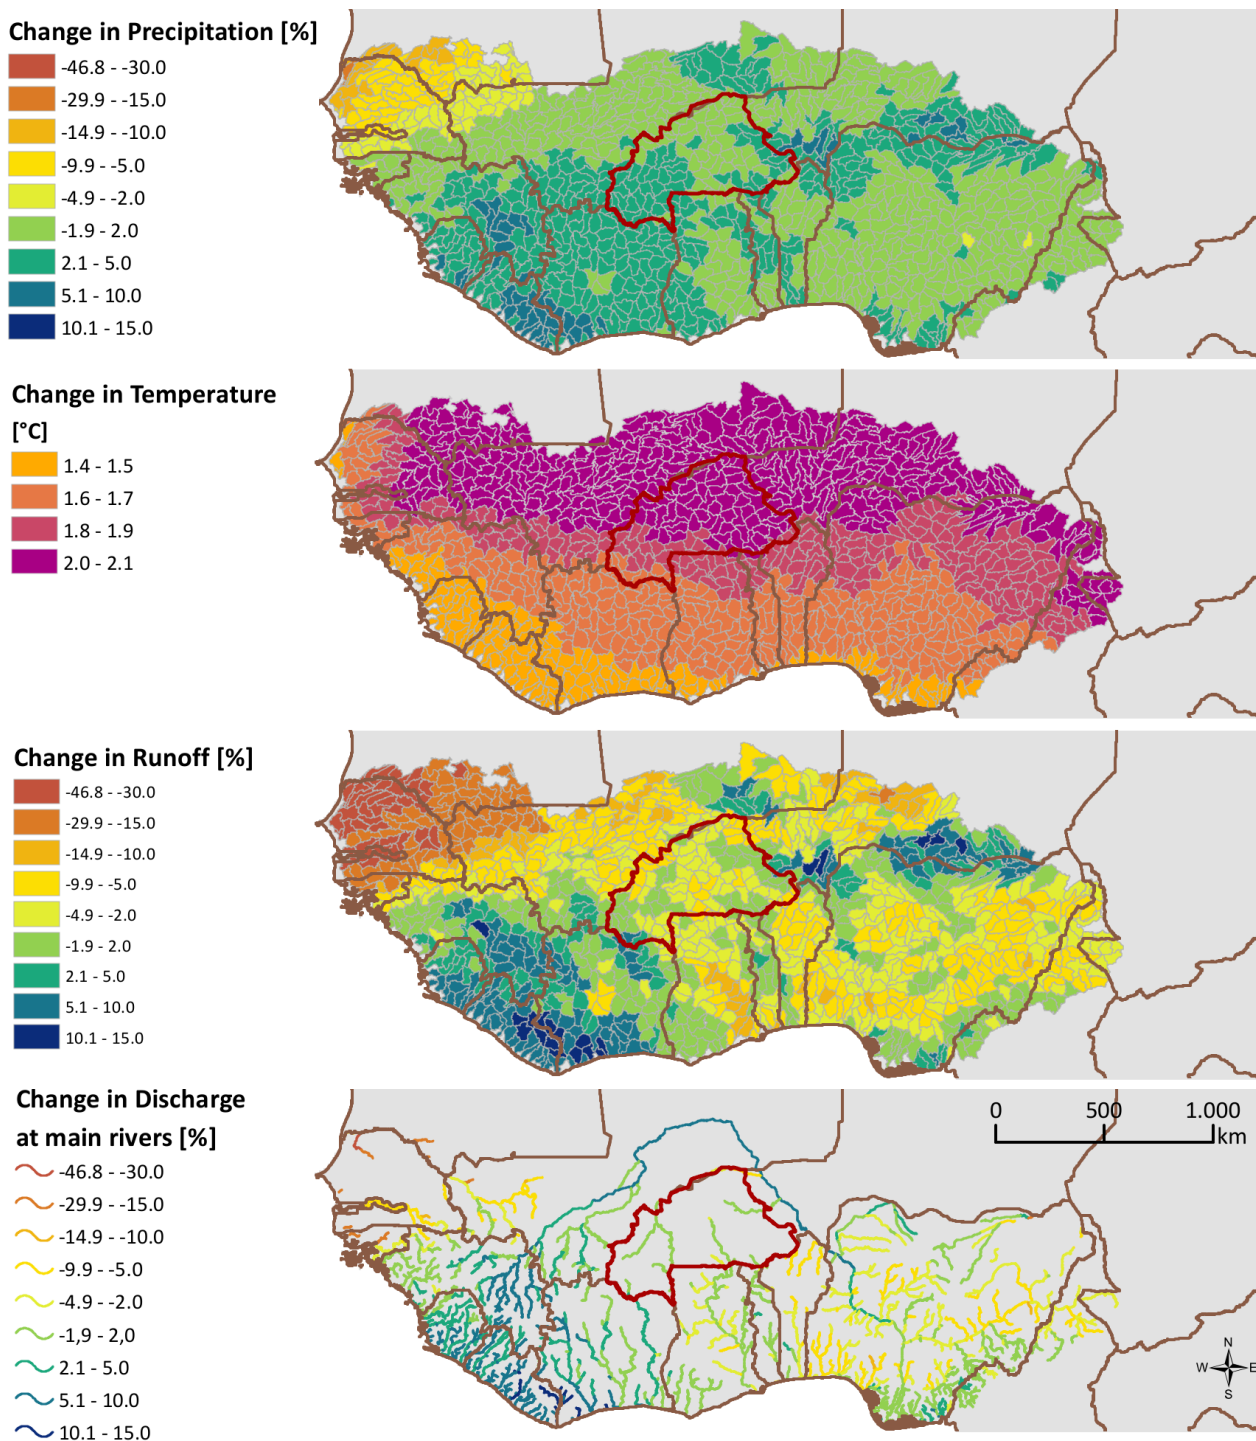 Change in Precipitation [%]
-46.8 - -30.0
-29.9 - -15.0
-14.9 - -10.0
-9.9 - -5.0
-4.9 - -2.0
-1.9 - 2.0
2.1 - 5.0
5.1 - 10.0
10.1 - 15.0
Change in Temperature
[°C]
1.4 - 1.5
1.6 - 1.7
1.8 - 1.9
2.0 - 2.1
Change in Runoff [%]
-46.8 - -30.0
-29.9 - -15.0
-14.9 - -10.0
-9.9 - -5.0
-4.9 - -2.0
-1.9 - 2.0
2.1 - 5.0
5.1 - 10.0
10.1 - 15.0
Change in Discharge
at main rivers [%]
-46.8 - -30.0
-29.9 - -15.0
-14.9 - -10.0
-9.9 - -5.0
-4.9 - -2.0
-1,9 - 2,0
2.1 - 5.0
5.1 - 10.0
10.1 - 15.0
0 500 1.000
km
N
W E
S